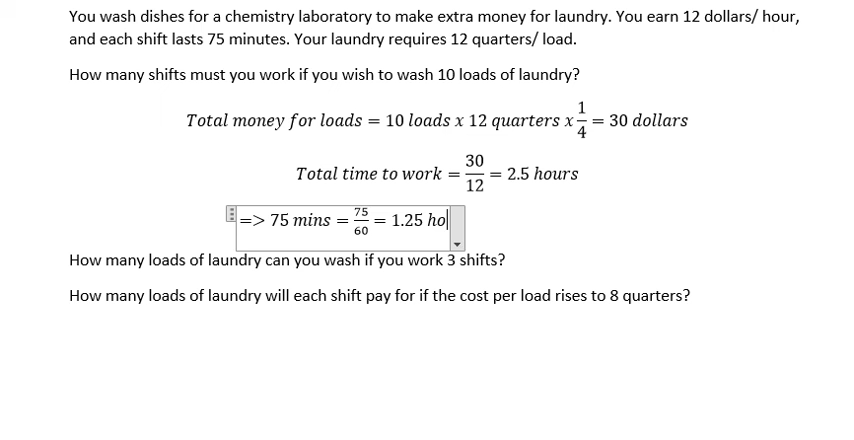 You wash dishes for a chemistry laboratory to make extra money for laundry. You earn 12 dollars/ hour,
and each shift lasts 75 minutes. Your laundry requires 12 quarters/ load.
How many shifts must you work if you wish to wash 10 loads of laundry?
Total money for loads = 10 loads x 12 quarters x 1/4 = 30 dollars
Total time to work = 30/12 = 2.5 hours
=> 75 mins = 75/60 = 1.25 ho
How many loads of laundry can you wash if you work 3 shifts?
How many loads of laundry will each shift pay for if the cost per load rises to 8 quarters?